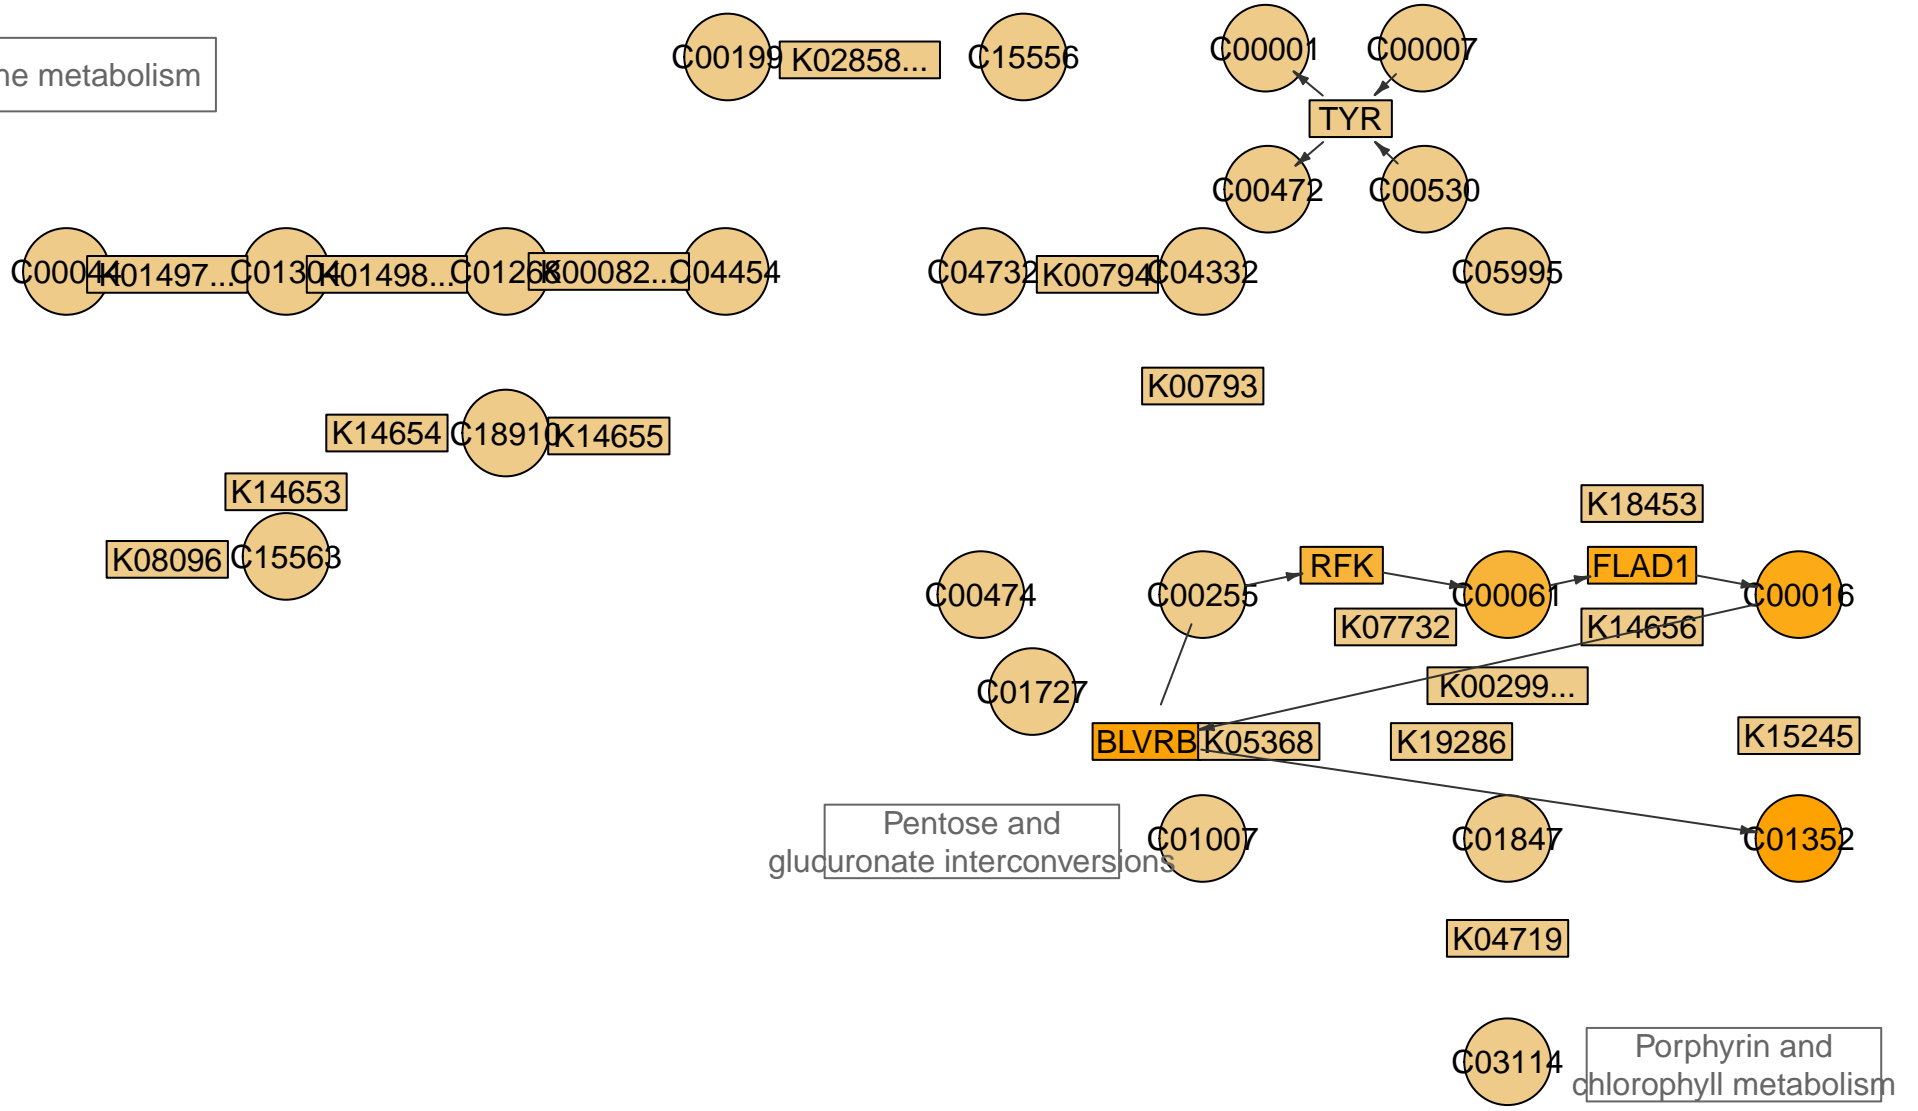 C00199
K02858...
C15556
C00001
C00007
ne metabolism
TYR
C00472
C00530
C00044
K01497...
C01304
K01498...
C01268
K00082...
C04454
C04732
K00794
C04332
C05995
K00793
K14654
C18910
K14655
K14653
K08096
C15563
K18453
RFK
FLAD1
C00474
C00255
C00061
C00016
K07732
K14656
C01727
K00299...
BLVRB
K05368
K19286
K15245
Pentose and
glucuronate interconversions
C01007
C01847
C01352
K04719
C03114
Porphyrin and
chlorophyll metabolism